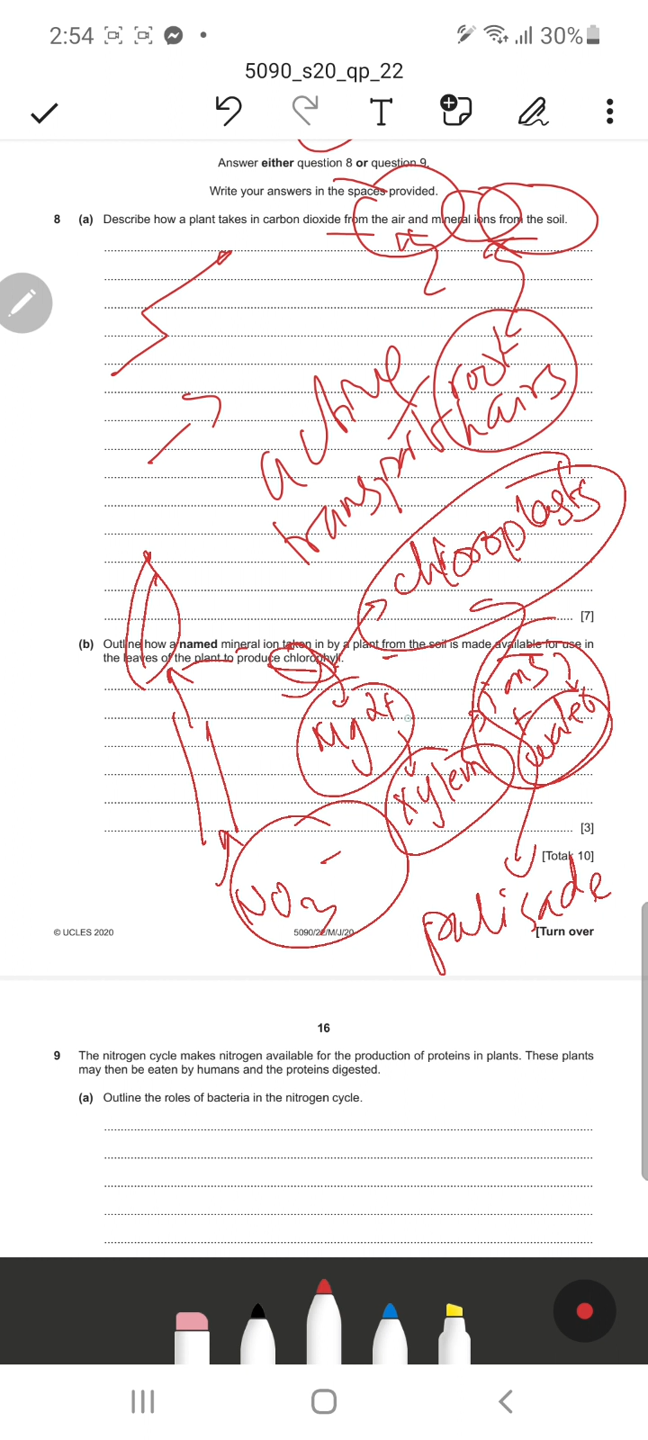 2:54 30%
5090_s20_qp_22
T
Answer either question 8 or question 9.
Write your answers in the spaces provided.
8 (a) Describe how a plant takes in carbon dioxide from the air and mineral ions from the soil.
active
transport
root
hairs
chloroplasts
[7]
(b) Outline how a named mineral ion taken in by a plant from the soil is made available for use in
the leaves of the plant to produce chlorophyll.
Mg2+
xylem
[3]
[Total: 10]
NO3-
palisade
© UCLES 2020 5090/22/M/J/20 [Turn over
16
9 The nitrogen cycle makes nitrogen available for the production of proteins in plants. These plants
may then be eaten by humans and the proteins digested.
(a) Outline the roles of bacteria in the nitrogen cycle.